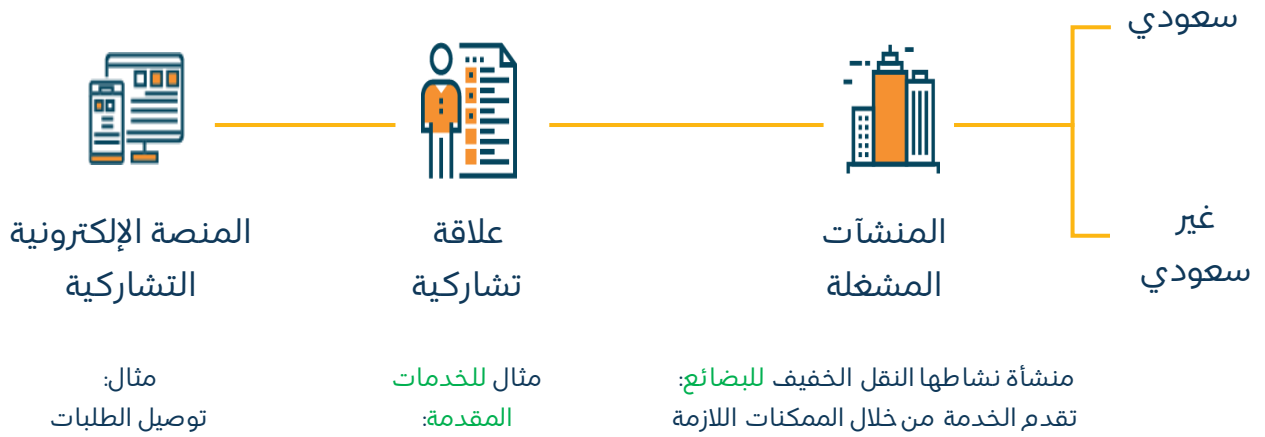 سعودي
غير
سعودي
المنشآت
المشغلة
علاقة
تشاركية
المنصة الإلكترونية
التشاركية
منشأة نشاطها النقل الخفيف للبضائع:
تقدم الخدمة من خلال الممكنات اللازمة
مثال للخدمات
المقدمة:
مثال:
توصيل الطلبات